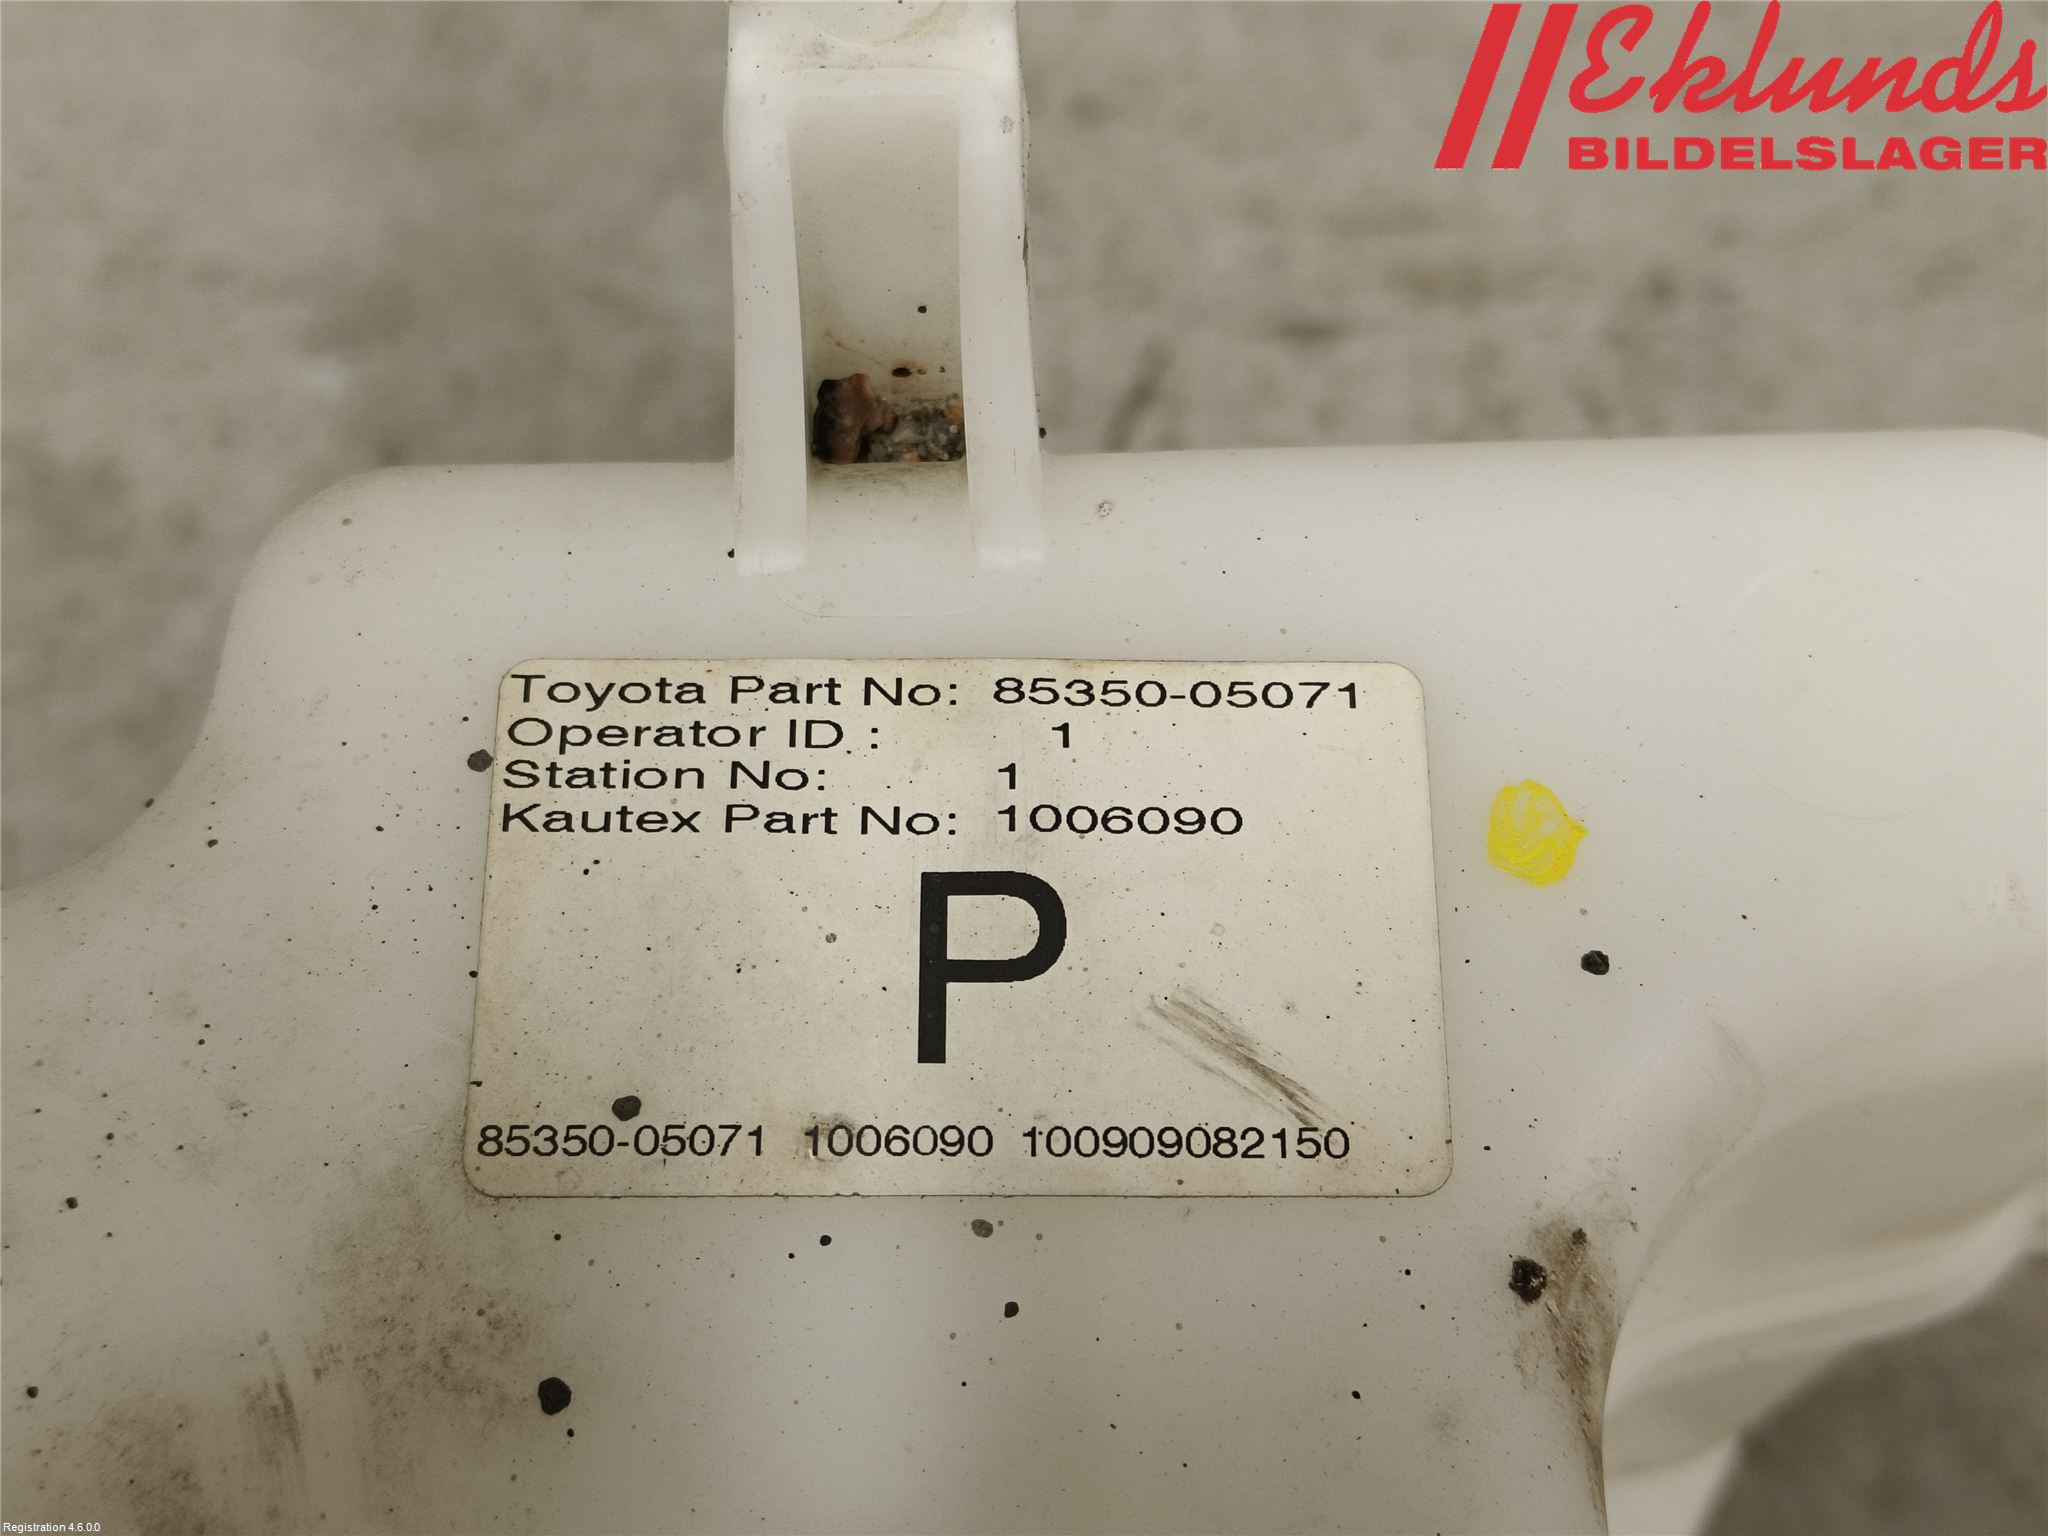 Eklunds
BILDELSLAGER
Toyota Part No: 85350-05071
Operator ID : 1
Station No: 1
Kautex Part No: 1006090
P
85350-05071 1006090 100909082150
Registration 4.6.0.0